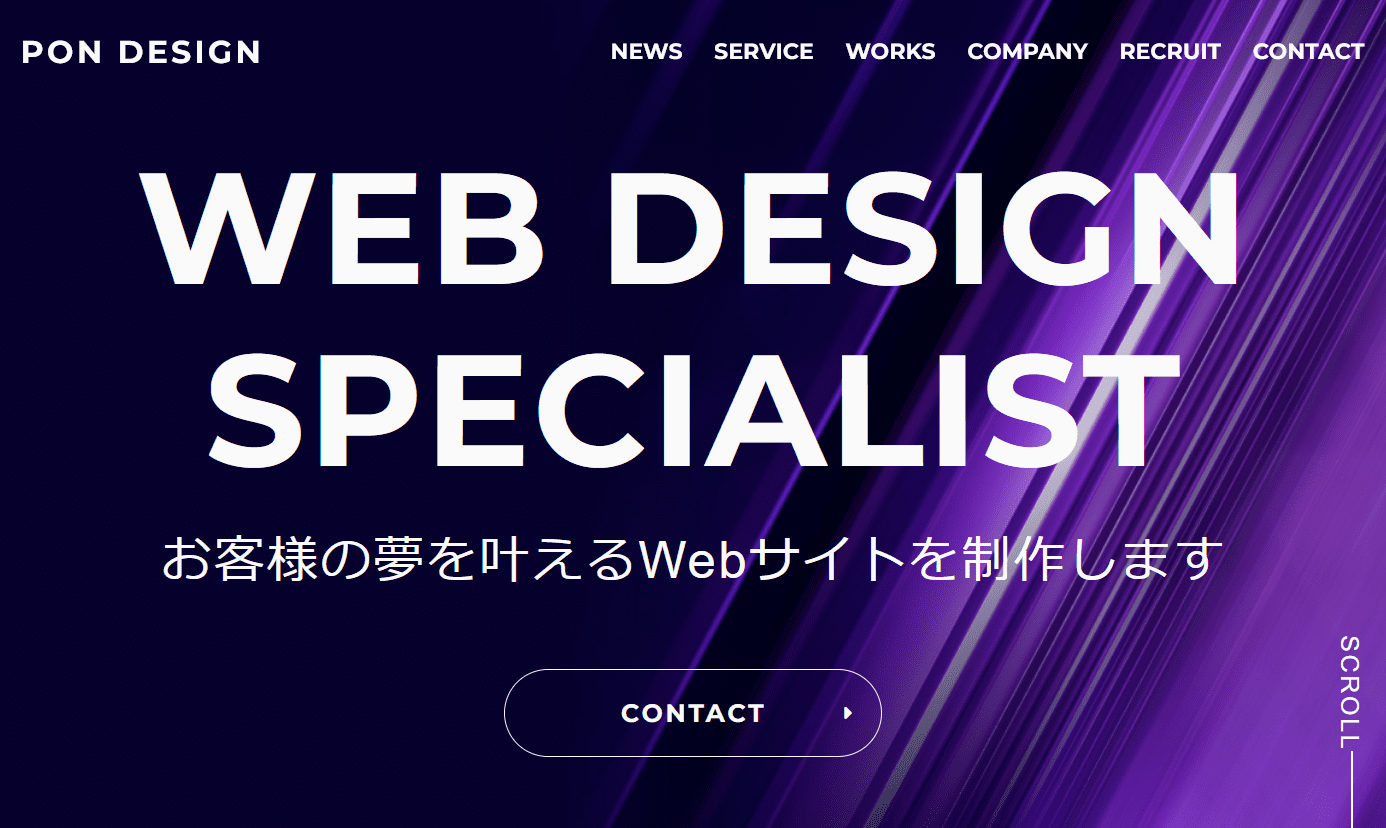 PON DESIGN
NEWS SERVICE WORKS COMPANY RECRUIT CONTACT
WEB DESIGN
SPECIALIST
お客様の夢を叶えるWebサイトを制作します
CONTACT
SCROLL